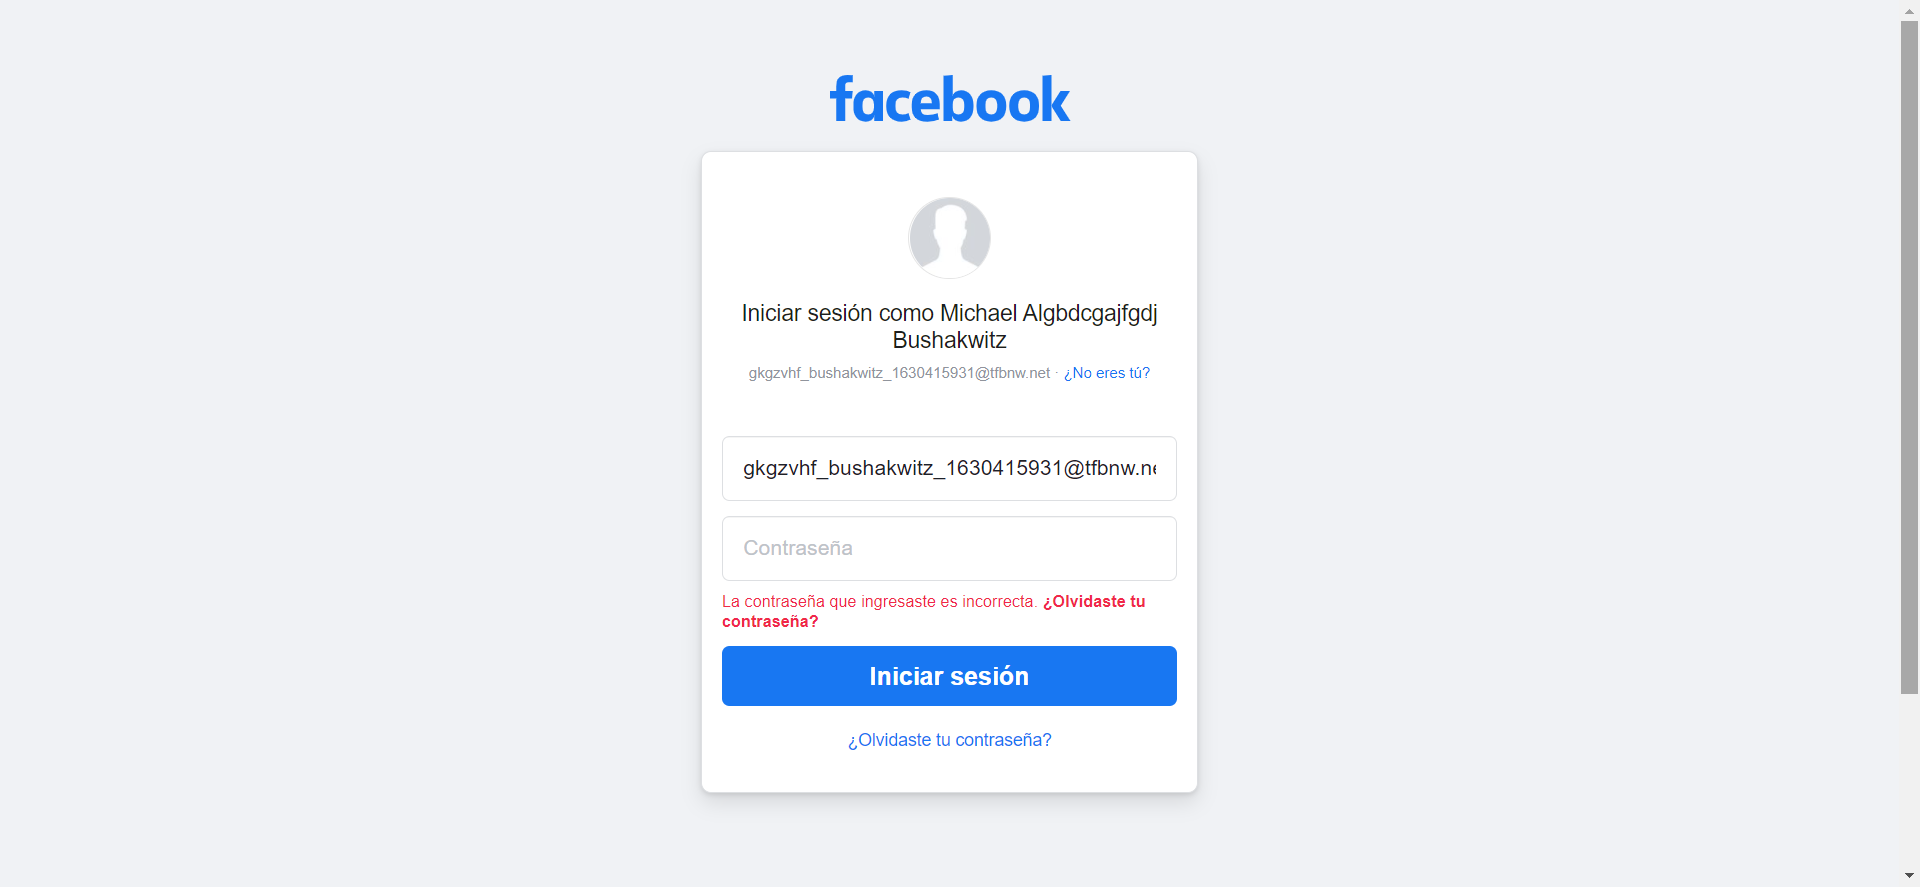 facebook
Iniciar sesión como Michael Algbdcgajfgdj
Bushakwitz
gkgzvhf_bushakwitz_1630415931@tfbnw.net · ¿No eres tú?
gkgzvhf_bushakwitz_1630415931@tfbnw.ne
Contraseña
La contraseña que ingresaste es incorrecta. ¿Olvidaste tu
contraseña?
Iniciar sesión
¿Olvidaste tu contraseña?